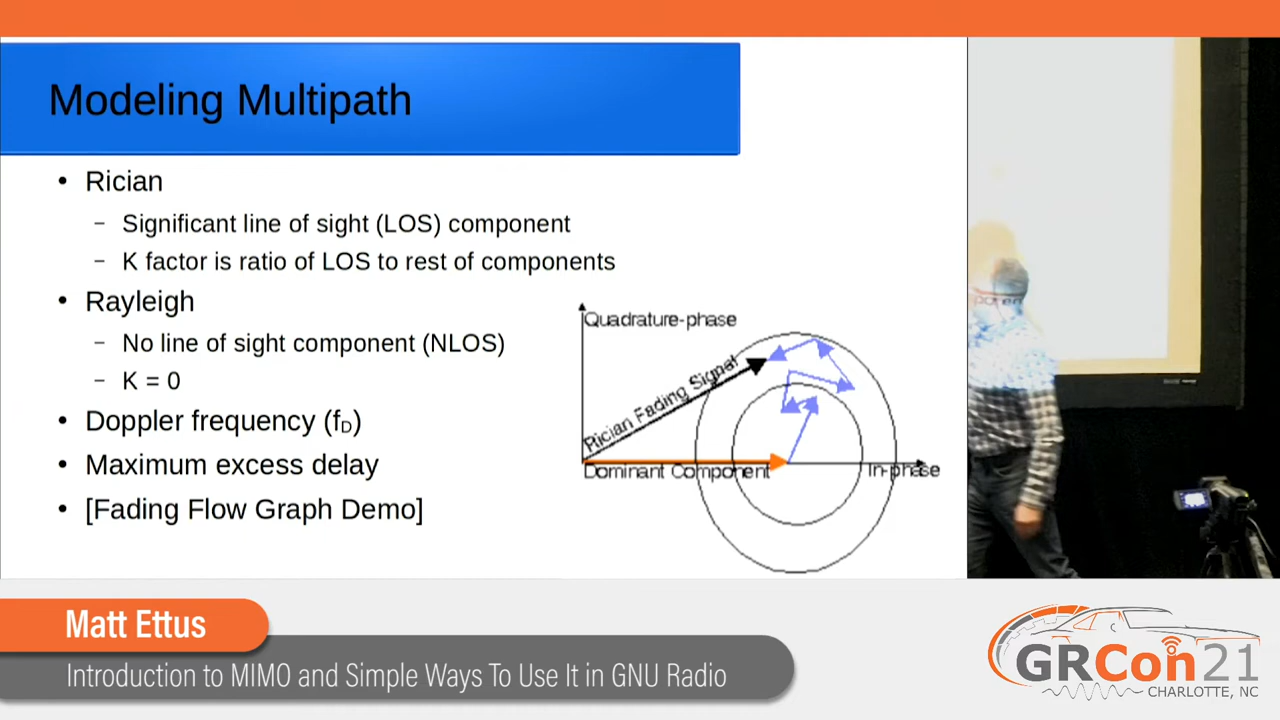 Modeling Multipath
• Rician
– Significant line of sight (LOS) component
– K factor is ratio of LOS to rest of components
• Rayleigh
– No line of sight component (NLOS)
– K = 0
• Doppler frequency (fD)
• Maximum excess delay
• [Fading Flow Graph Demo]
Quadrature-phase
Rician Fading Signal
Dominant Component
In-phase
Matt Ettus
Introduction to MIMO and Simple Ways To Use It in GNU Radio
GRCon21
CHARLOTTE, NC